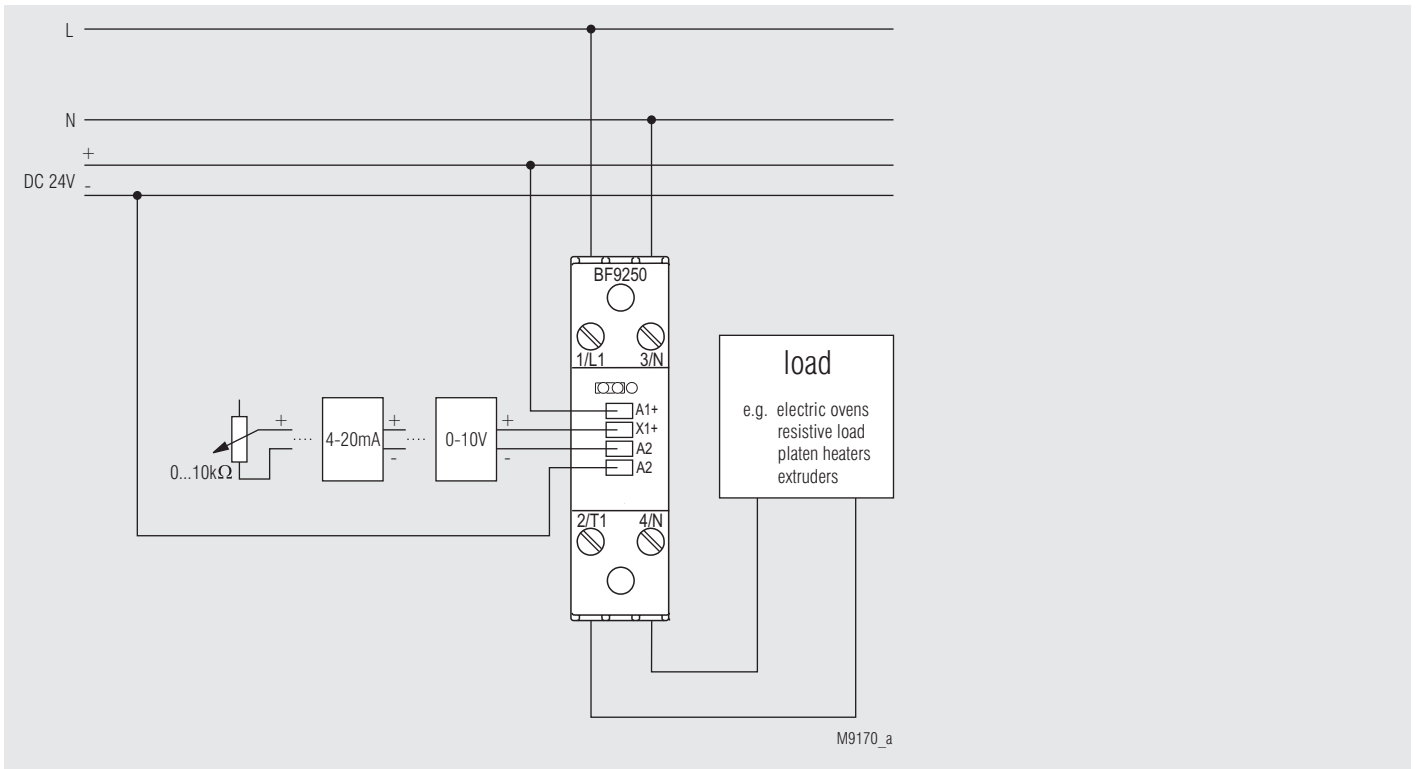 L
N
+
DC 24V
-
BF9250
1/L1 3/N
load
e.g. electric ovens
resistive load
platen heaters
extruders
A1+
X1+
A2
A2
+
0...10kΩ
....
4-20mA
+
-
....
0-10V
+
-
2/T1 4/N
M9170_a